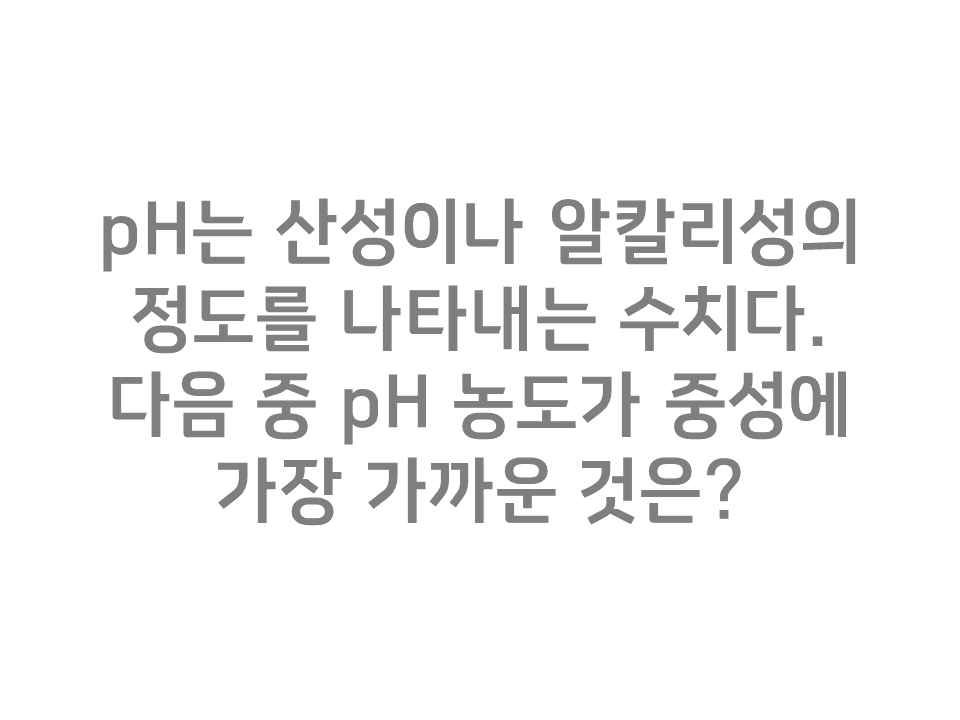 pH는 산성이나 알칼리성의
정도를 나타내는 수치다.
다음 중 pH 농도가 중성에
가장 가까운 것은?